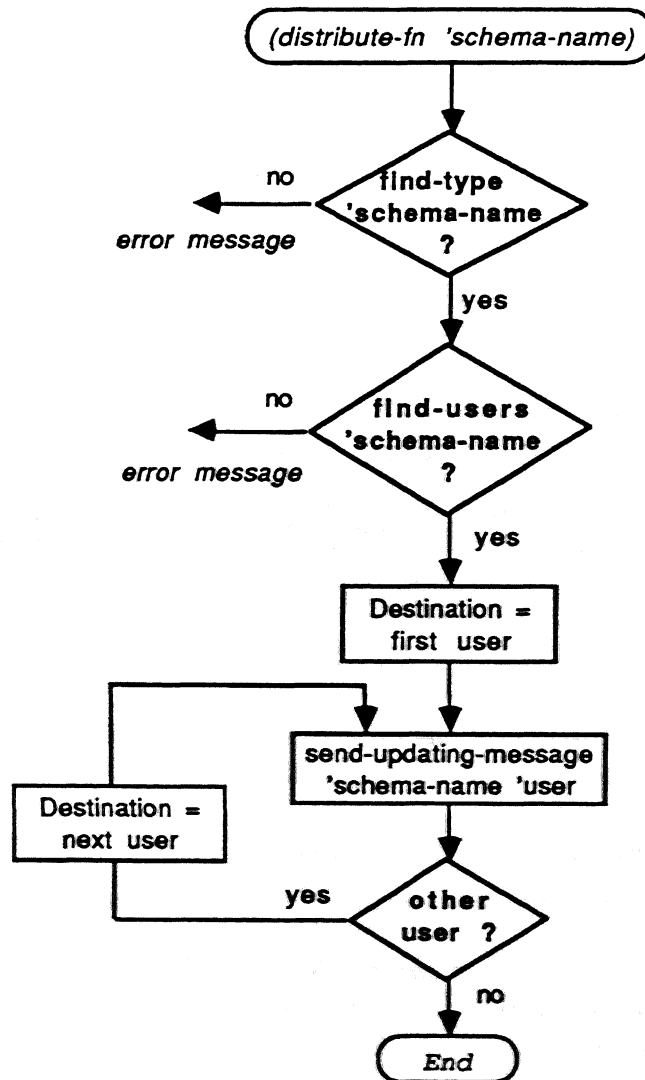 (distribute-fn 'schema-name)
no
find-type
'schema-name
?
error message
yes
no
find-users
'schema-name
?
error message
yes
Destination =
first user
send-updating-message
'schema-name 'user
Destination =
next user
yes
other
user ?
no
End